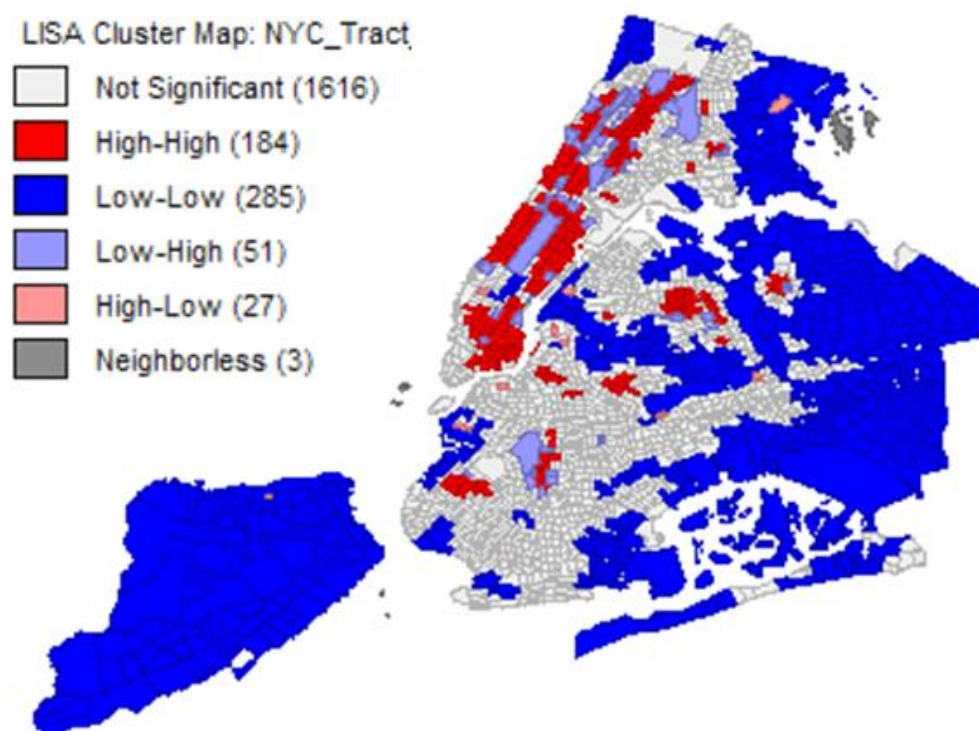 LISA Cluster Map: NYC_Tract
Not Significant (1616)
High-High (184)
Low-Low (285)
Low-High (51)
High-Low (27)
Neighborless (3)